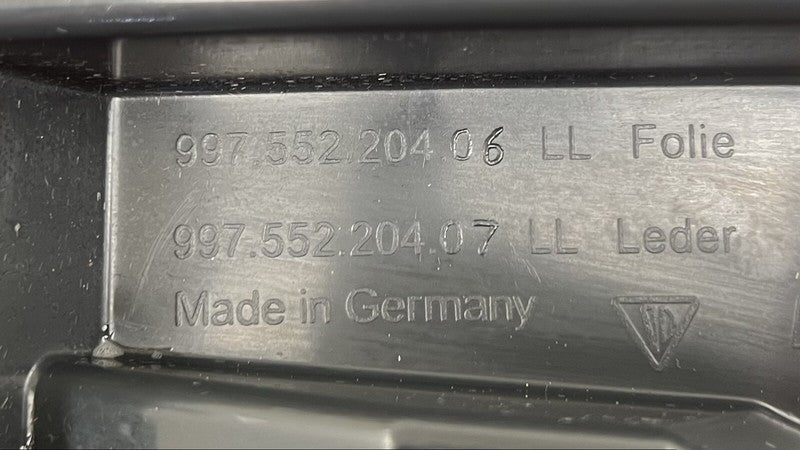 997.552.204.06 LL Folie
997.552.204.07 LL Leder
Made in Germany